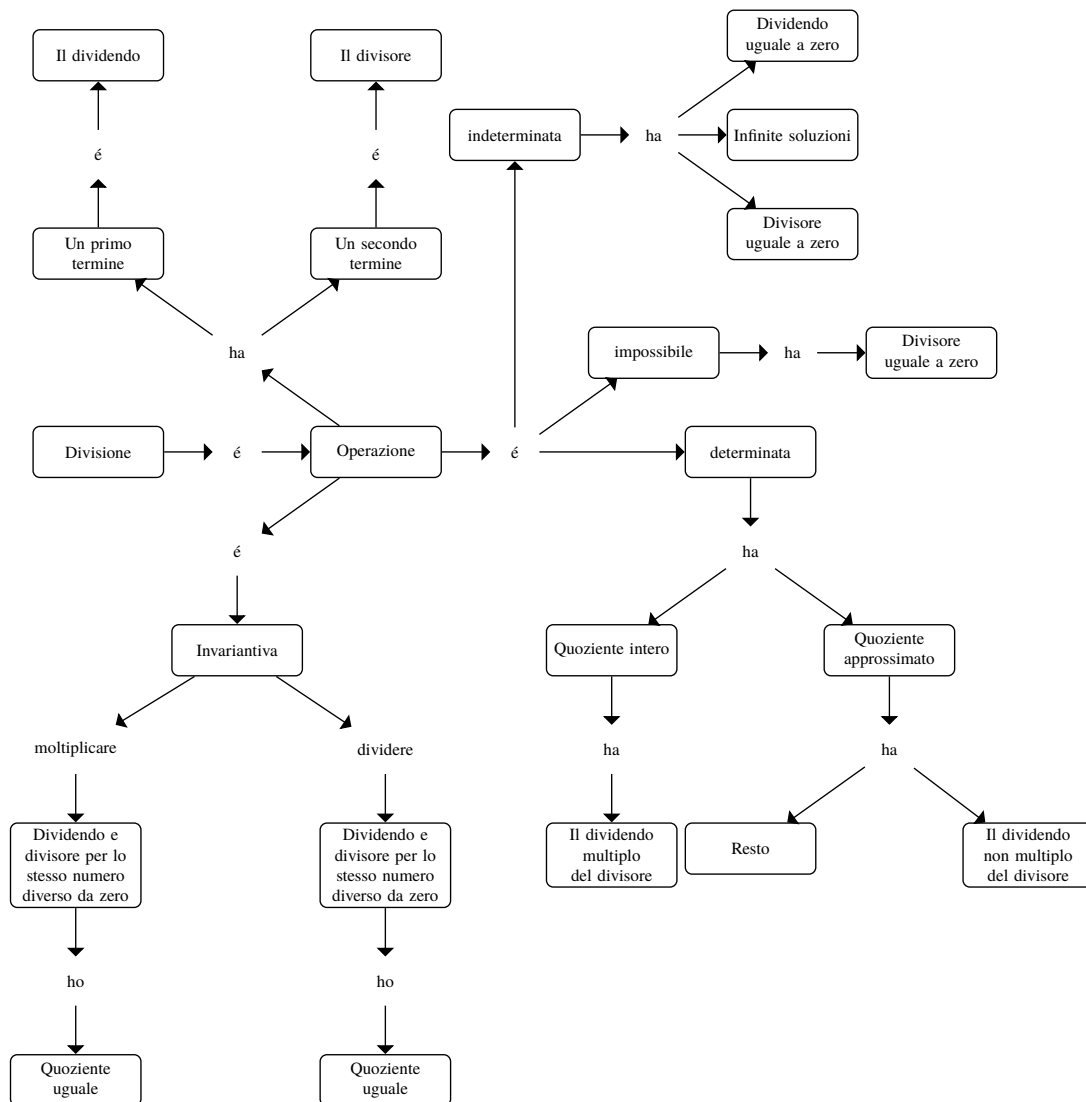 Dividendo
uguale a zero
Il dividendo
Il divisore
indeterminata
ha
Infinite soluzioni
é
é
Un primo
termine
Un secondo
termine
Divisore
uguale a zero
ha
impossibile
ha
Divisore
uguale a zero
Divisione
é
Operazione
é
determinata
é
ha
Invariantiva
Quoziente intero
Quoziente
approssimato
moltiplicare
dividere
ha
ha
Dividendo e
divisore per lo
stesso numero
diverso da zero
Dividendo e
divisore per lo
stesso numero
diverso da zero
Il dividendo
multiplo
del divisore
Resto
Il dividendo
non multiplo
del divisore
ho
ho
Quoziente
uguale
Quoziente
uguale